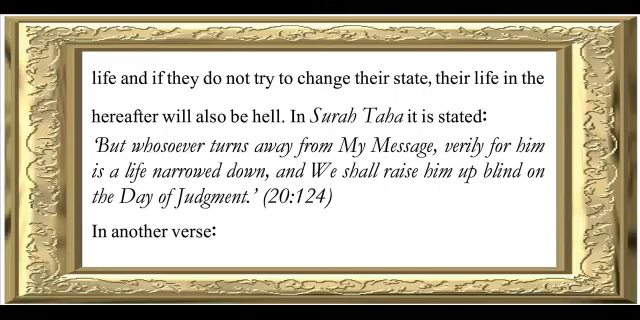 life and if they do not try to change their state, their life in the
hereafter will also be hell. In Surah Taha it is stated:
‘But whosoever turns away from My Message, verily for him
is a life narrowed down, and We shall raise him up blind on
the Day of Judgment.’ (20:124)
In another verse: